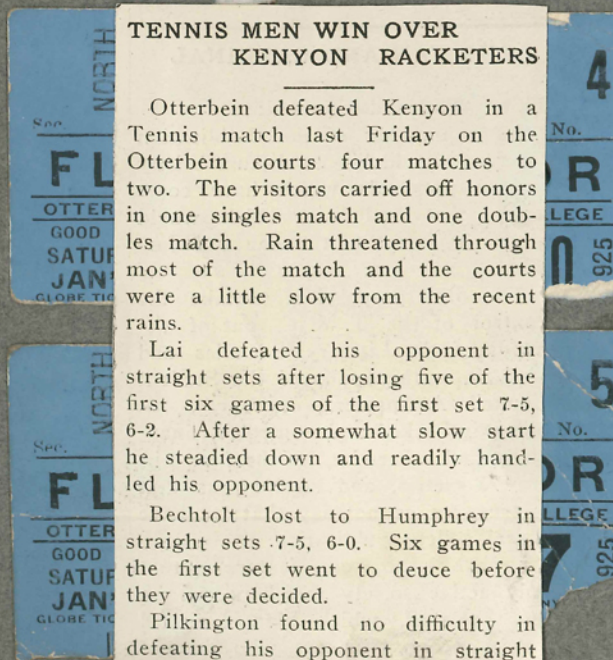 TENNIS MEN WIN OVER
KENYON RACKETERS
Otterbein defeated Kenyon in a
Tennis match last Friday on the
Otterbein courts four matches to
two. The visitors carried off honors
in one singles match and one doub-
les match. Rain threatened through
most of the match and the courts
were a little slow from the recent
rains.
Lai defeated his opponent in
straight sets after losing five of the
first six games of the first set 7-5,
6-2. After a somewhat slow start
he steadied down and readily hand-
led his opponent.
Bechtolt lost to Humphrey in
straight sets 7-5, 6-0. Six games in
the first set went to deuce before
they were decided.
Pilkington found no difficulty in
defeating his opponent in straight
NORTH
Sec.
FL
OTTER
GOOD
SATUR
JAN
GLOBE TIC
4
No.
OR
LLEGE
0
925
NORTH
Sec.
FL
OTTER
GOOD
SATUR
JAN
GLOBE TIC
5
No.
OR
LLEGE
7
925